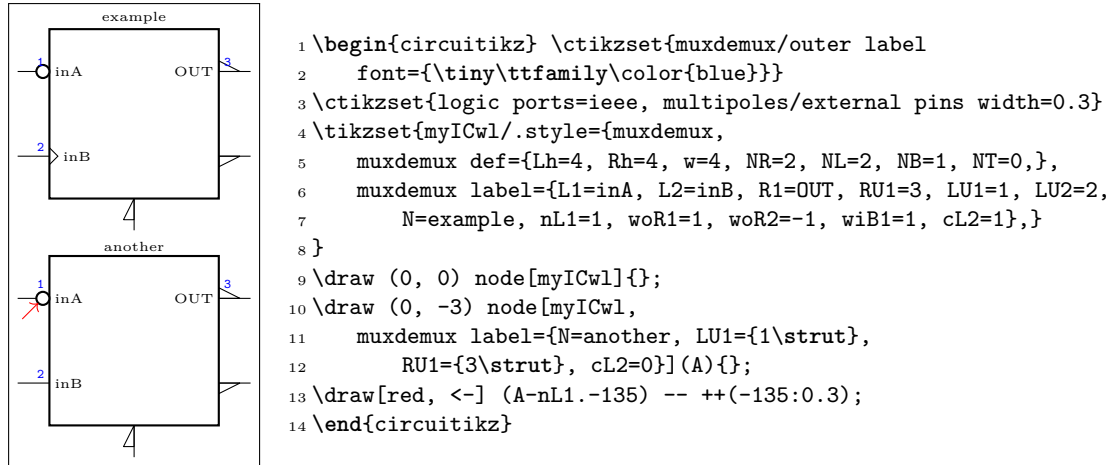 example
1
inA
OUT
3
2
inB
another
1
inA
OUT
3
2
inB
1 \begin{circuitikz} \ctikzset{muxdemux/outer label
2 font={\tiny\ttfamily\color{blue}}}
3 \ctikzset{logic ports=ieee, multipoles/external pins width=0.3}
4 \tikzset{myICwl/.style={muxdemux,
5 muxdemux def={Lh=4, Rh=4, w=4, NR=2, NL=2, NB=1, NT=0,},
6 muxdemux label={L1=inA, L2=inB, R1=OUT, RU1=3, LU1=1, LU2=2,
7 N=example, nL1=1, woR1=1, woR2=-1, wiB1=1, cL2=1},}
8 }
9 \draw (0, 0) node[myICwl]{};
10 \draw (0, -3) node[myICwl,
11 muxdemux label={N=another, LU1={1\strut},
12 RU1={3\strut}, cL2=0}](A){};
13 \draw[red, <-] (A-nL1.-135) -- ++(-135:0.3);
14 \end{circuitikz}